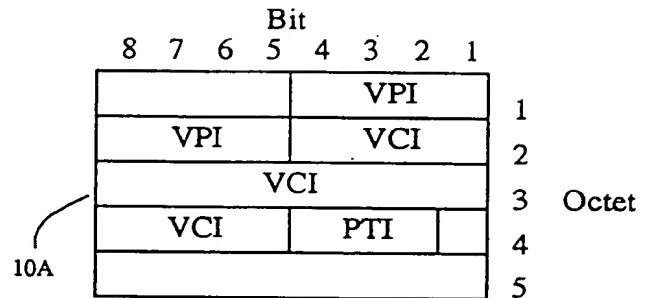 Bit
8 7 6 5 4 3 2 1
VPI
1
VPI VCI
2
VCI
3 Octet
VCI PTI
4
10A
5